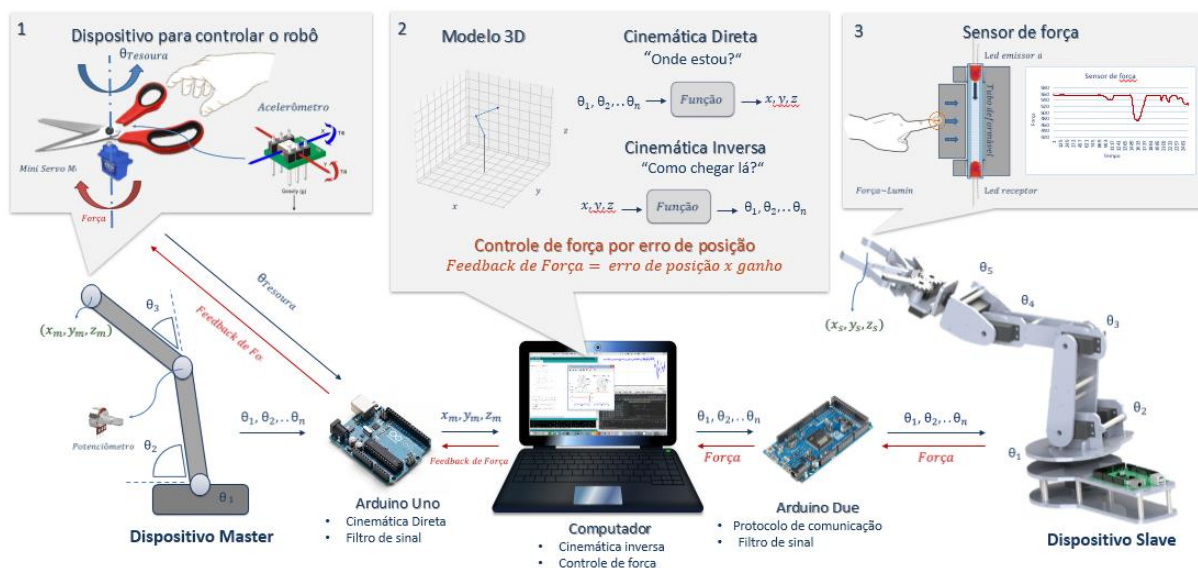 1
Dispositivo para controlar o robô
θTesoura
Acelerômetro
Mini Servo M
Gravity (g)
Força
2
Modelo 3D
z
y
x
Cinemática Direta
“Onde estou?“
θ₁, θ₂,..θₙ
Função
x, y, z
Cinemática Inversa
“Como chegar lá?“
x, y, z
Função
θ₁, θ₂,..θₙ
Controle de força por erro de posição
Feedback de Força = erro de posição x ganho
3
Sensor de força
Led emissor a
Tubo deformável
Força~Lumin
Led receptor
Sensor de força
Força
Tempo
θ₃
(xₘ, yₘ, zₘ)
Potenciômetro
θ₂
θ₁
Dispositivo Master
θTesoura
Feedback de Fo
θ₁, θ₂,..θₙ
Arduino Uno
• Cinemática Direta
• Filtro de sinal
xₘ, yₘ, zₘ
Feedback de Força
Computador
• Cinemática inversa
• Controle de forca
θ₁, θ₂,..θₙ
Força
Arduino Due
• Protocolo de comunicação
• Filtro de sinal
θ₁, θ₂,..θₙ
Força
θ₅
θ₄
θ₃
(xₛ, yₛ, zₛ)
θ₂
θ₁
Dispositivo Slave